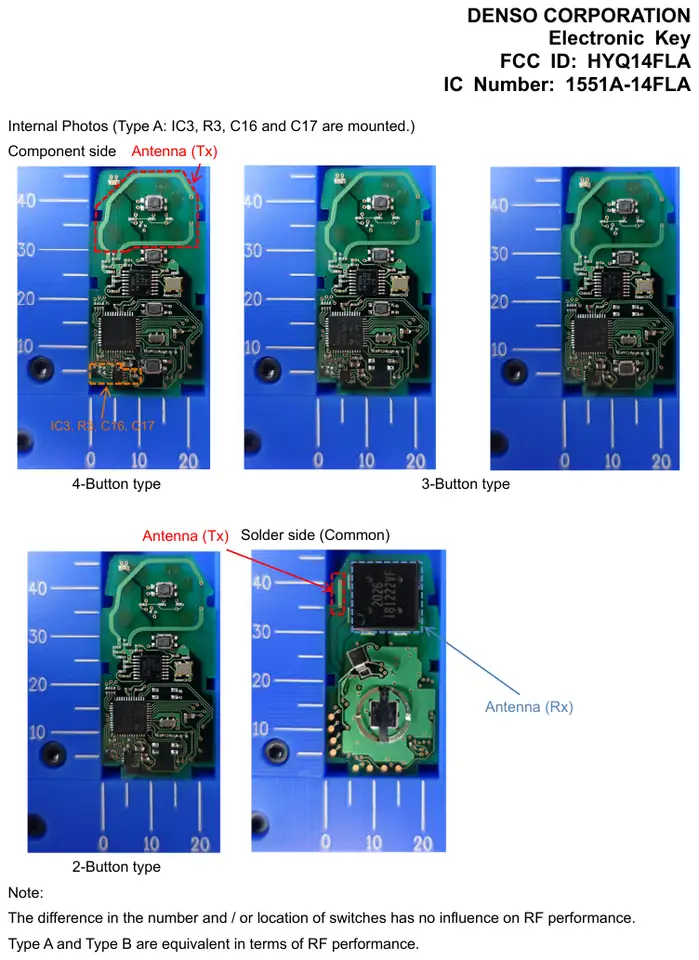 DENSO CORPORATION
Electronic Key
FCC ID: HYQ14FLA
IC Number: 1551A-14FLA
Internal Photos (Type A: IC3, R3, C16 and C17 are mounted.)
Component side Antenna (Tx)
40
30
20
10
IC3, R3, C16, C17
0 10 20
40
30
20
10
0 10 20
40
30
20
10
0 10 20
4-Button type
3-Button type
Antenna (Tx) Solder side (Common)
40
30
20
10
0 10 20
40
30
20
10
0 10 20
2026
181222VF
Antenna (Rx)
2-Button type
Note:
The difference in the number and / or location of switches has no influence on RF performance.
Type A and Type B are equivalent in terms of RF performance.